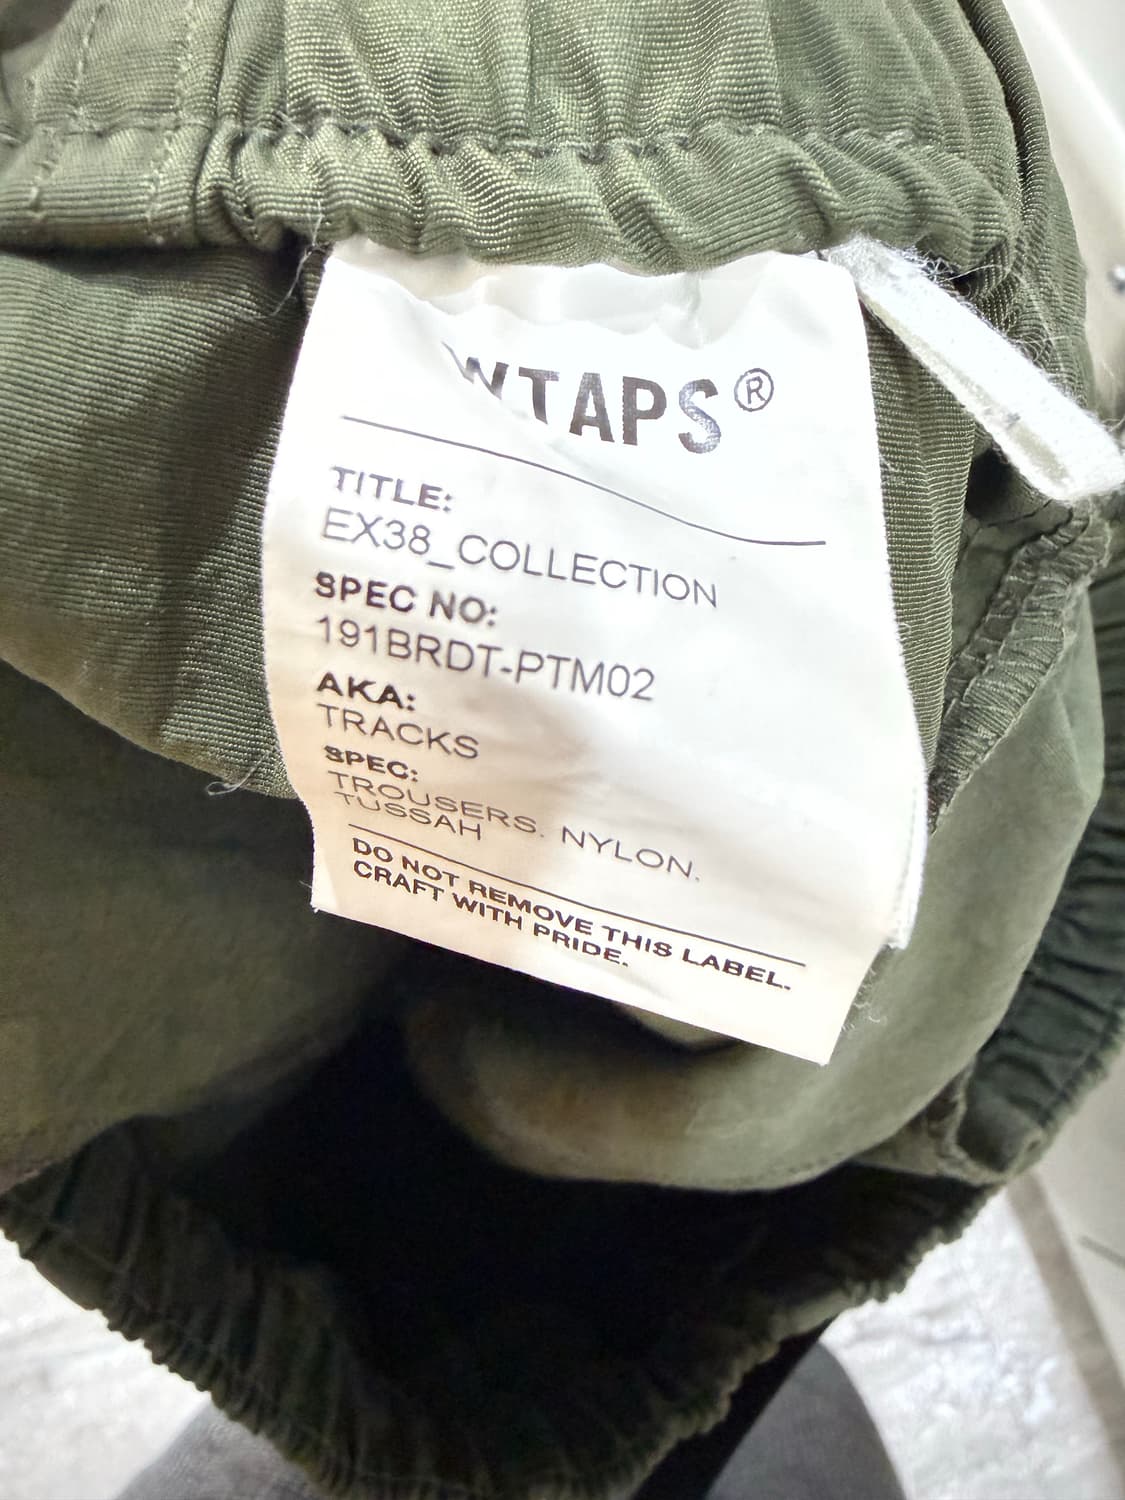 WTAPS®
TITLE:
EX38_COLLECTION
SPEC NO:
191BRDT-PTM02
AKA:
TRACKS
SPEC:
TROUSERS. NYLON.
TUSSAH
DO NOT REMOVE THIS LABEL.
CRAFT WITH PRIDE.